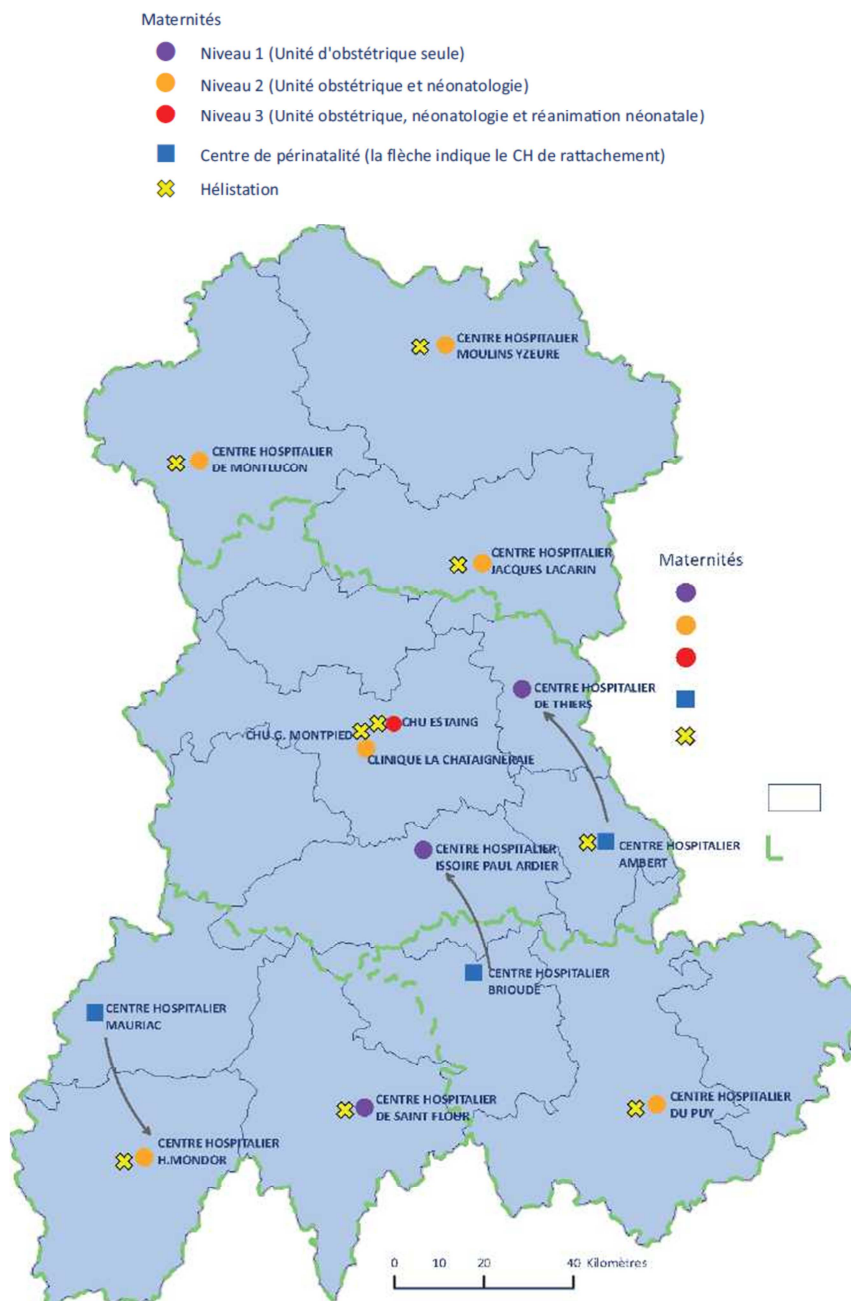 Maternités
Niveau 1 (Unité d'obstétrique seule)
Niveau 2 (Unité obstétrique et néonatologie)
Niveau 3 (Unité obstétrique, néonatologie et réanimation néonatale)
Centre de périnatalité (la flèche indique le CH de rattachement)
Hélistation
CENTRE HOSPITALIER
MOULINS YZEURE
CENTRE HOSPITALIER
DE MONTLUCON
CENTRE HOSPITALIER
JACQUES LACARIN
Maternités
CENTRE HOSPITALIER
DE THIERS
CHU ESTAING
CHU G. MONTPIED
CLINIQUE LA CHATAIGNERAIE
CENTRE HOSPITALIER
AMBERT
CENTRE HOSPITALIER
ISSOIRE PAUL ARDIER
CENTRE HOSPITALIER
BRIOUDE
CENTRE HOSPITALIER
MAURIAC
CENTRE HOSPITALIER
DE SAINT FLOUR
CENTRE HOSPITALIER
DU PUY
CENTRE HOSPITALIER
H.MONDOR
0 20 40 Kilomètres